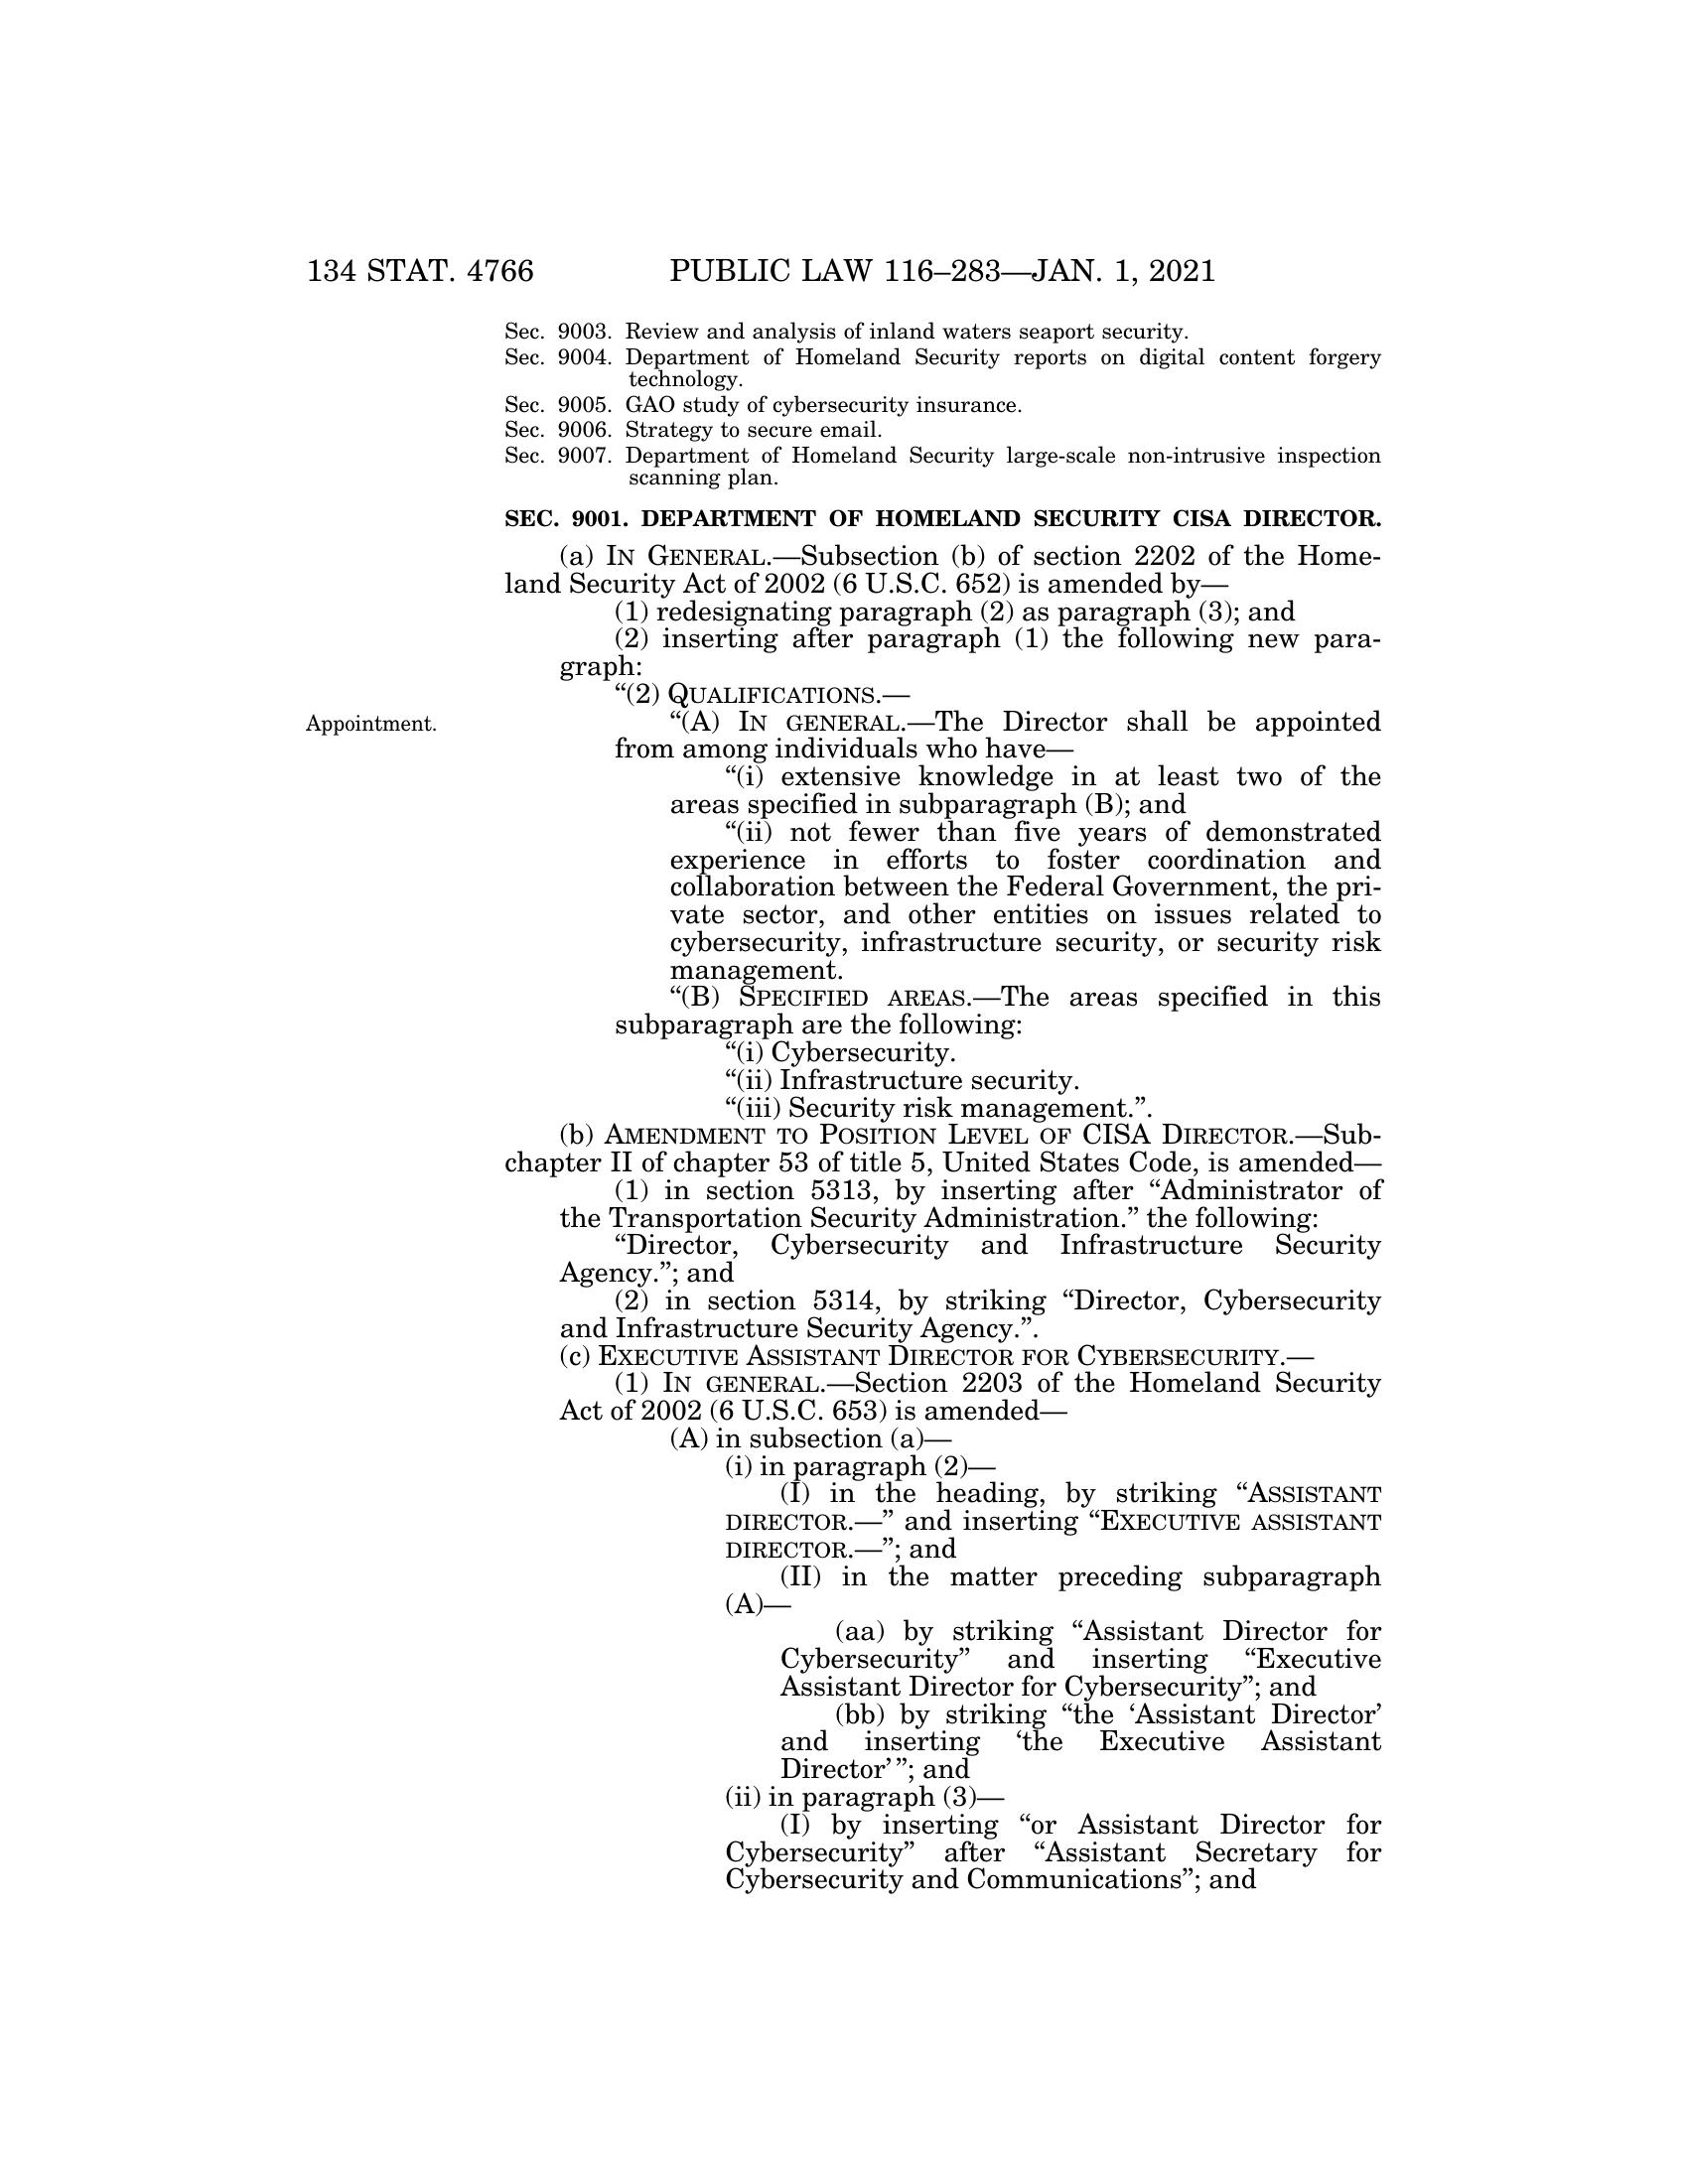 134 STAT. 4766 PUBLIC LAW 116–283—JAN. 1, 2021
Sec. 9003. Review and analysis of inland waters seaport security.
Sec. 9004. Department of Homeland Security reports on digital content forgery
technology.
Sec. 9005. GAO study of cybersecurity insurance.
Sec. 9006. Strategy to secure email.
Sec. 9007. Department of Homeland Security large-scale non-intrusive inspection
scanning plan.
SEC. 9001. DEPARTMENT OF HOMELAND SECURITY CISA DIRECTOR.
(a) IN GENERAL.—Subsection (b) of section 2202 of the Home-
land Security Act of 2002 (6 U.S.C. 652) is amended by—
(1) redesignating paragraph (2) as paragraph (3); and
(2) inserting after paragraph (1) the following new para-
graph:
“(2) QUALIFICATIONS.—
Appointment.
“(A) IN GENERAL.—The Director shall be appointed
from among individuals who have—
“(i) extensive knowledge in at least two of the
areas specified in subparagraph (B); and
“(ii) not fewer than five years of demonstrated
experience in efforts to foster coordination and
collaboration between the Federal Government, the pri-
vate sector, and other entities on issues related to
cybersecurity, infrastructure security, or security risk
management.
“(B) SPECIFIED AREAS.—The areas specified in this
subparagraph are the following:
“(i) Cybersecurity.
“(ii) Infrastructure security.
“(iii) Security risk management.”.
(b) AMENDMENT TO POSITION LEVEL OF CISA DIRECTOR.—Sub-
chapter II of chapter 53 of title 5, United States Code, is amended—
(1) in section 5313, by inserting after “Administrator of
the Transportation Security Administration.” the following:
“Director, Cybersecurity and Infrastructure Security
Agency.”; and
(2) in section 5314, by striking “Director, Cybersecurity
and Infrastructure Security Agency.”.
(c) EXECUTIVE ASSISTANT DIRECTOR FOR CYBERSECURITY.—
(1) IN GENERAL.—Section 2203 of the Homeland Security
Act of 2002 (6 U.S.C. 653) is amended—
(A) in subsection (a)—
(i) in paragraph (2)—
(I) in the heading, by striking “ASSISTANT
DIRECTOR.—” and inserting “EXECUTIVE ASSISTANT
DIRECTOR.—”; and
(II) in the matter preceding subparagraph
(A)—
(aa) by striking “Assistant Director for
Cybersecurity” and inserting “Executive
Assistant Director for Cybersecurity”; and
(bb) by striking “the ‘Assistant Director’
and inserting ‘the Executive Assistant
Director’ ”; and
(ii) in paragraph (3)—
(I) by inserting “or Assistant Director for
Cybersecurity” after “Assistant Secretary for
Cybersecurity and Communications”; and